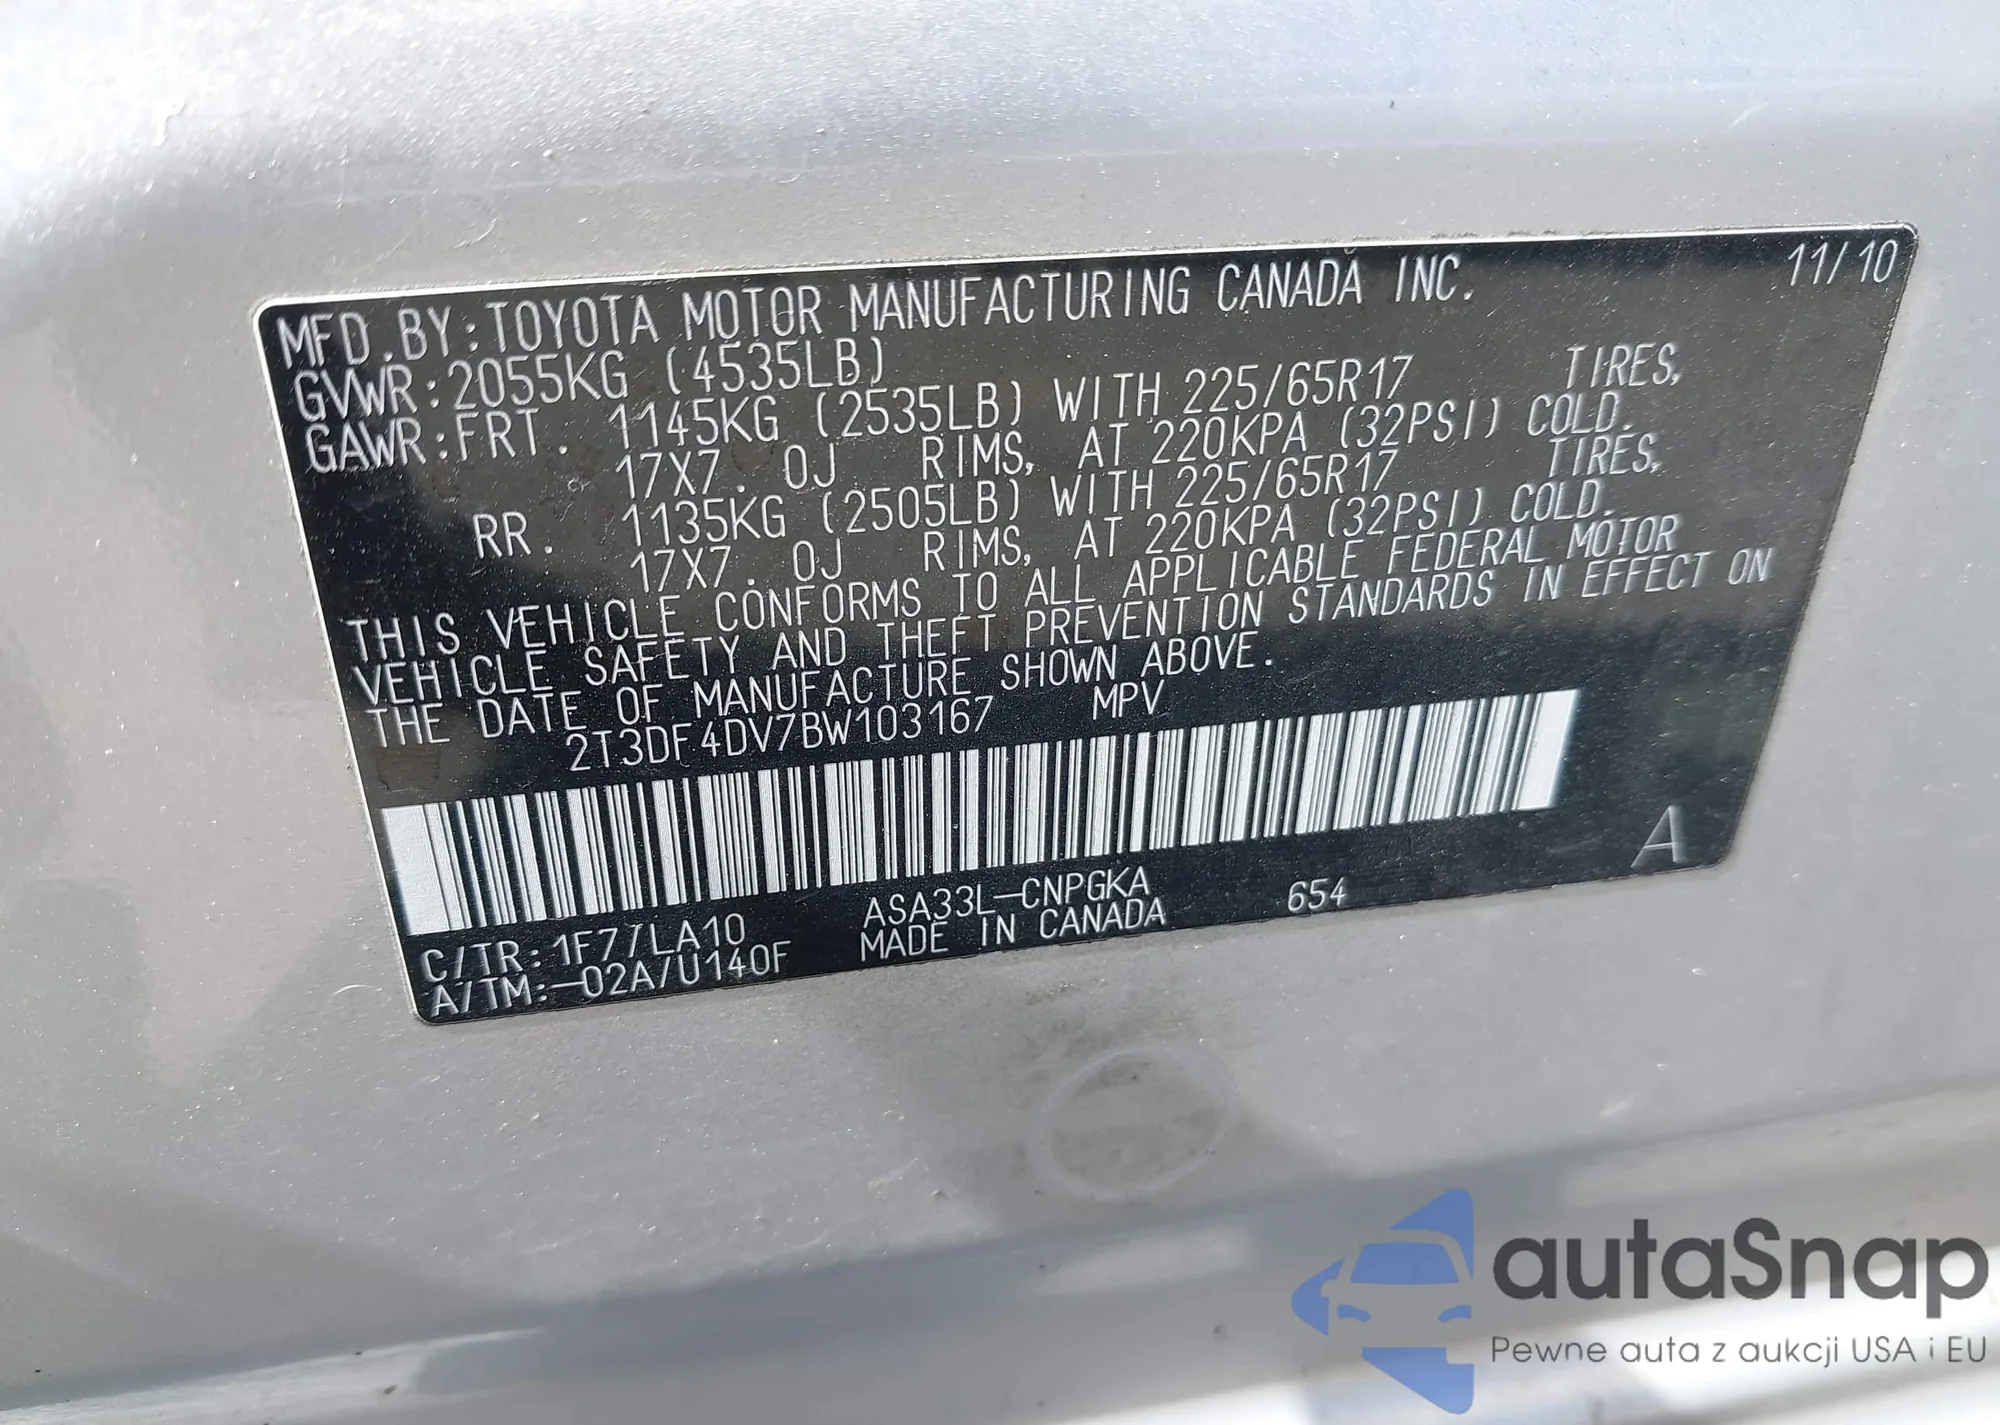 11/10
MFD.BY:TOYOTA MOTOR MANUFACTURING CANADA INC.
GVWR:2055KG (4535LB)
GAWR:FRT. 1145KG (2535LB) WITH 225/65R17 TIRES,
17X7.0J RIMS, AT 220KPA (32PSI) COLD.
RR. 1135KG (2505LB) WITH 225/65R17 TIRES,
17X7.0J RIMS, AT 220KPA (32PSI) COLD.
THIS VEHICLE CONFORMS TO ALL APPLICABLE FEDERAL MOTOR
VEHICLE SAFETY AND THEFT PREVENTION STANDARDS IN EFFECT ON
THE DATE OF MANUFACTURE SHOWN ABOVE.
2T3DF4DV7BW103167 MPV
A
C/TR:1F7/LA10 ASA33L-CNPGKA 654
A/TM:-02A/U140F MADE IN CANADA
autaSnap
Pewne auta z aukcji USA i EU